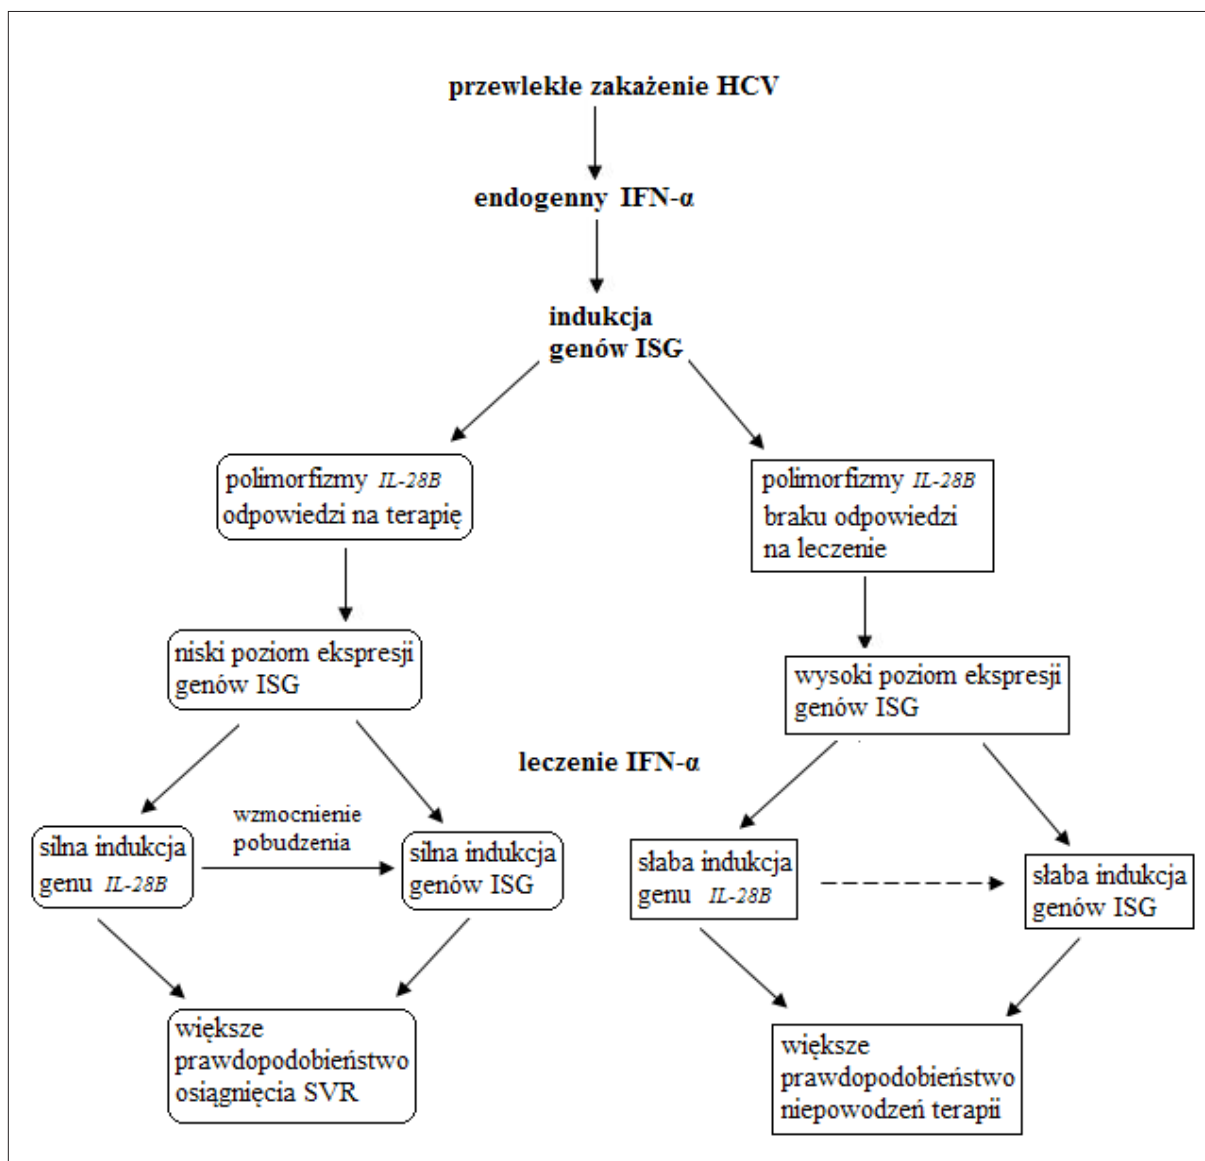 przewlekłe zakażenie HCV
endogenny IFN-α
indukcja
genów ISG
polimorfizmy IL-28B
odpowiedzi na terapię
polimorfizmy IL-28B
braku odpowiedzi
na leczenie
niski poziom ekspresji
genów ISG
wysoki poziom ekspresji
genów ISG
leczenie IFN-α
silna indukcja
genu IL-28B
wzmocnienie
pobudzenia
silna indukcja
genów ISG
słaba indukcja
genu IL-28B
słaba indukcja
genów ISG
większe
prawdopodobieństwo
osiągnięcia SVR
większe
prawdopodobieństwo
niepowodzeń terapii